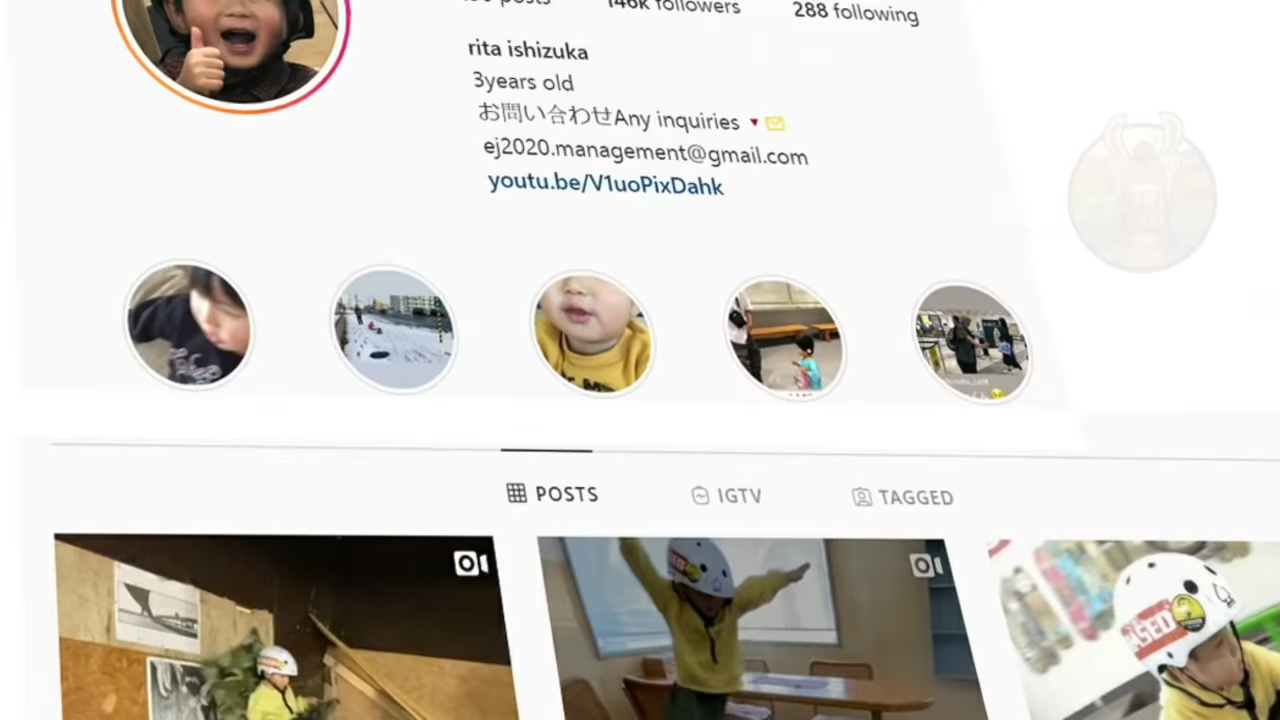 posts 146K followers 288 following
rita ishizuka
3years old
お問い合わせAny inquiries
ej2020.management@gmail.com
youtu.be/V1uoPixDahk
POSTS IGTV TAGGED